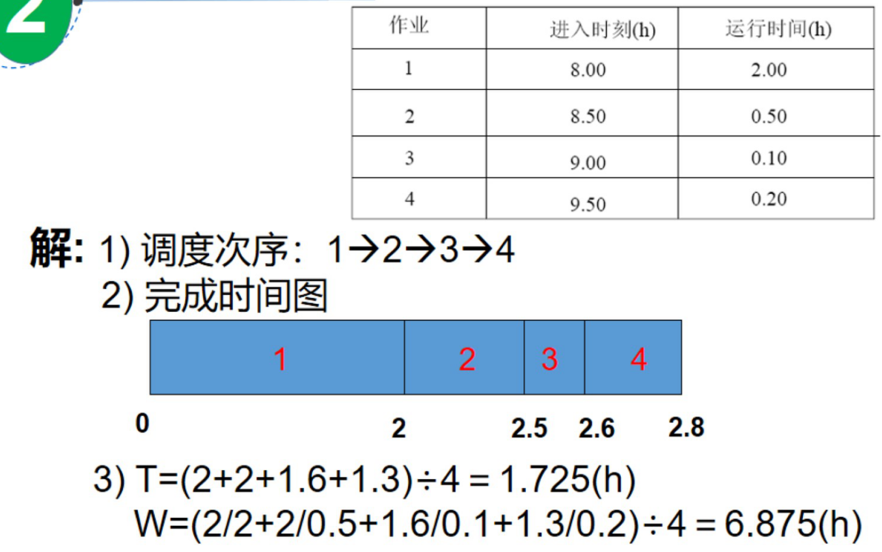 2
作业 进入时刻(h) 运行时间(h)
1 8.00 2.00
2 8.50 0.50
3 9.00 0.10
4 9.50 0.20
解: 1) 调度次序：1→2→3→4
2) 完成时间图
1 2 3 4
0 2 2.5 2.6 2.8
3) T=(2+2+1.6+1.3)÷4 = 1.725(h)
W=(2/2+2/0.5+1.6/0.1+1.3/0.2)÷4 = 6.875(h)